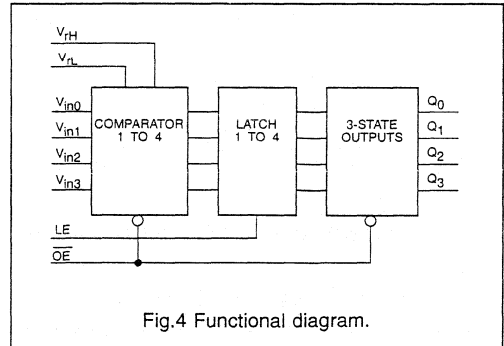 VrH
VrL
Vin0
Vin1
Vin2
Vin3
COMPARATOR
1 TO 4
LATCH
1 TO 4
3-STATE
OUTPUTS
Q0
Q1
Q2
Q3
LE
OE
Fig.4 Functional diagram.